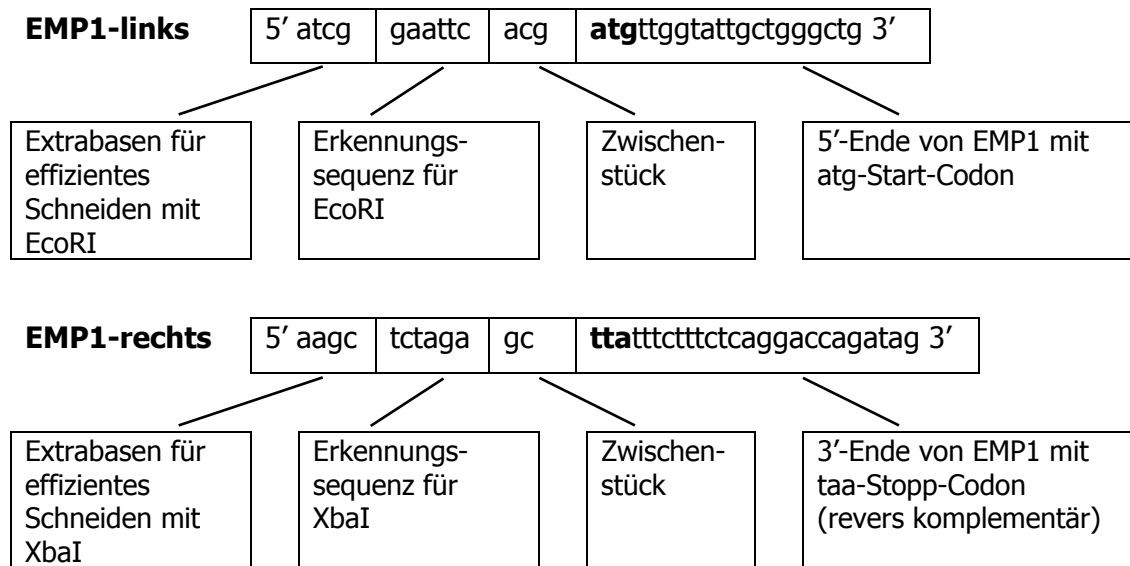 EMP1-links 5′ atcg gaattc acg atgttggtattgctgggctg 3′
Extrabasen für
effizientes
Schneiden mit
EcoRI
Erkennungs-
sequenz für
EcoRI
Zwischen-
stück
5′-Ende von EMP1 mit
atg-Start-Codon
EMP1-rechts 5′ aagc tctaga gc ttatttctttctcaggaccagatag 3′
Extrabasen für
effizientes
Schneiden mit
XbaI
Erkennungs-
sequenz für
XbaI
Zwischen-
stück
3′-Ende von EMP1 mit
taa-Stopp-Codon
(revers komplementär)